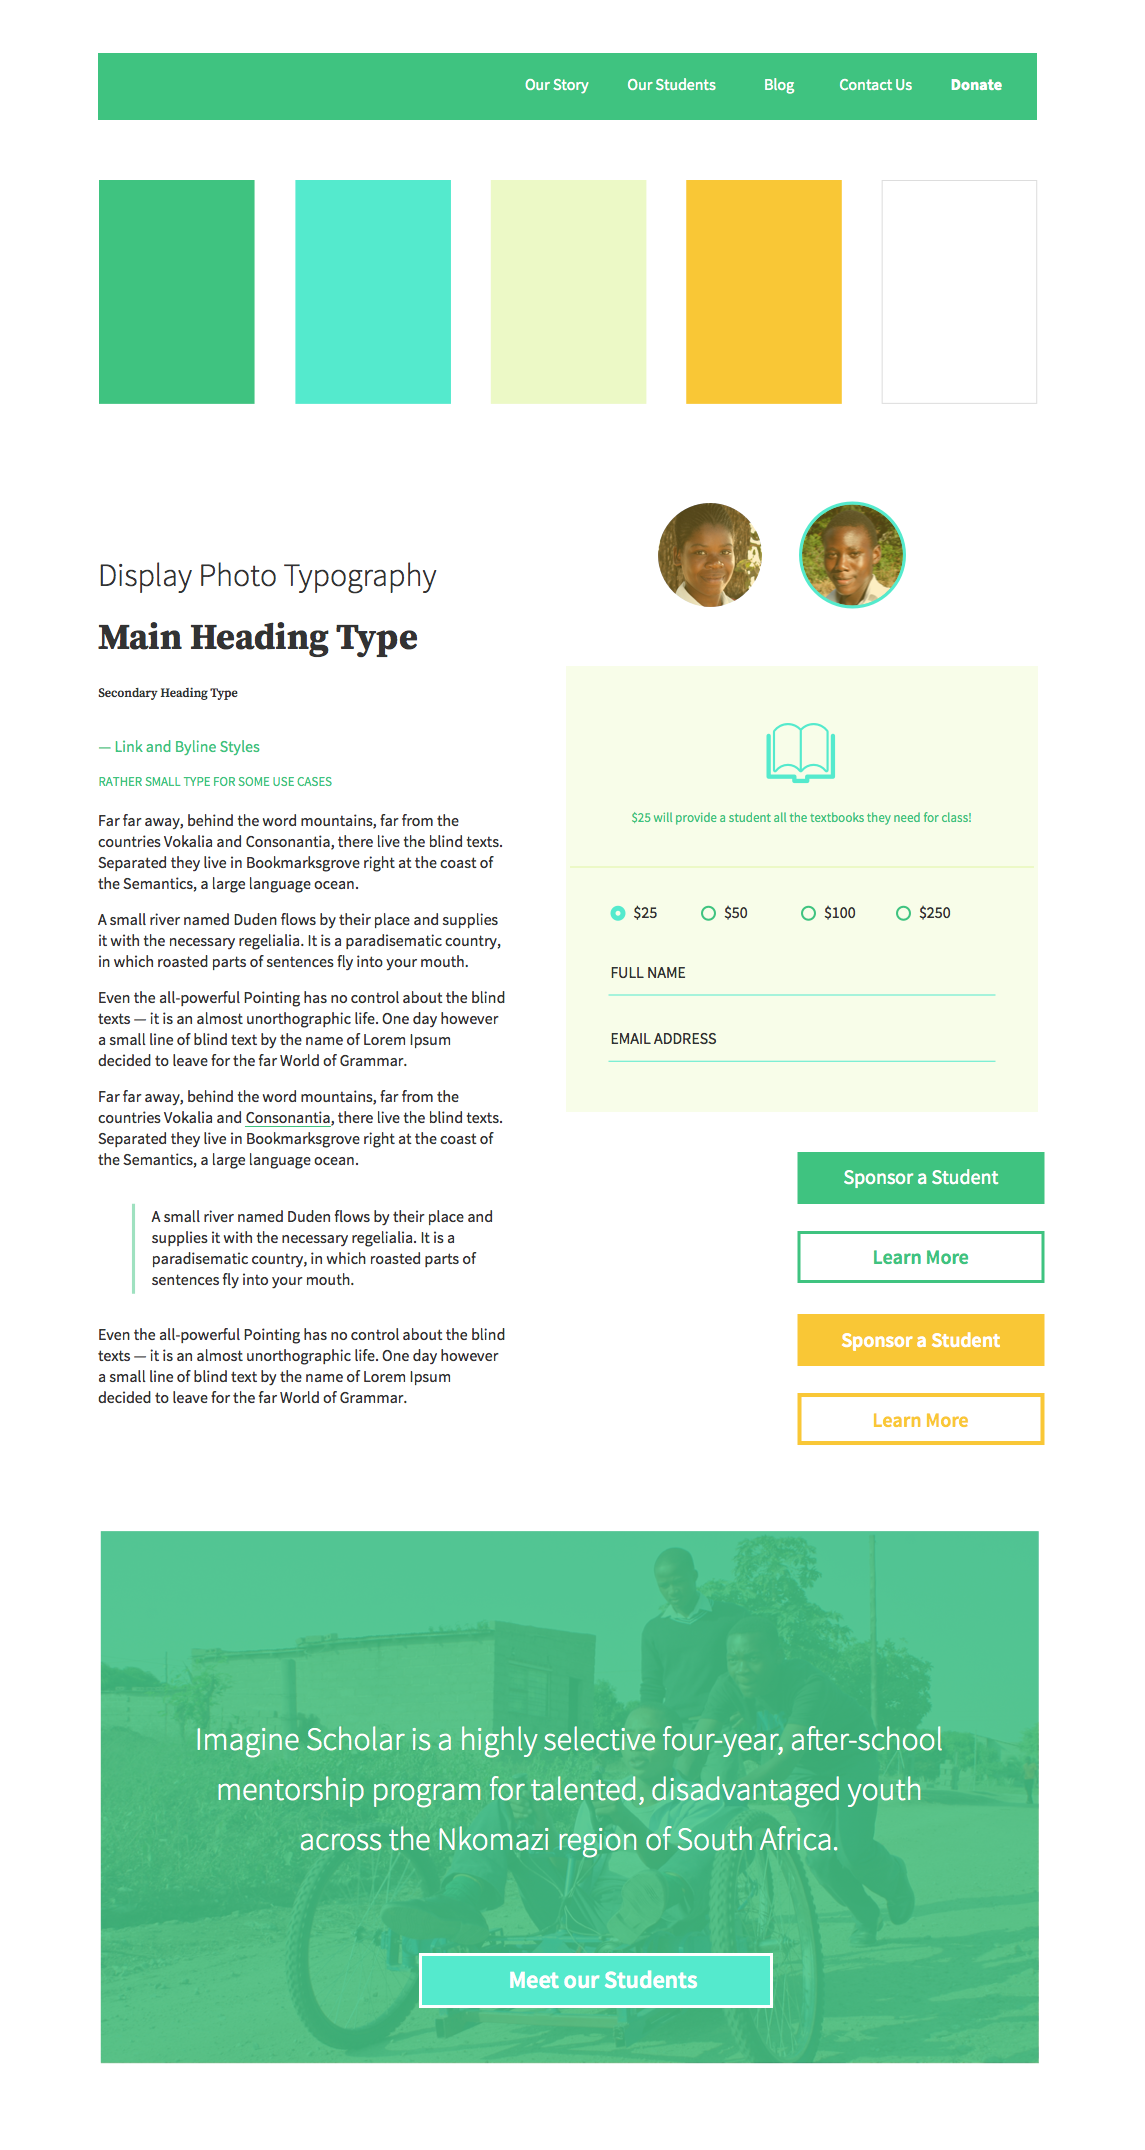 Our Story Our Students Blog Contact Us Donate
Display Photo Typography
Main Heading Type
Secondary Heading Type
— Link and Byline Styles
RATHER SMALL TYPE FOR SOME USE CASES
Far far away, behind the word mountains, far from the
countries Vokalia and Consonantia, there live the blind texts.
Separated they live in Bookmarksgrove right at the coast of
the Semantics, a large language ocean.
A small river named Duden flows by their place and supplies
it with the necessary regelialia. It is a paradisematic country,
in which roasted parts of sentences fly into your mouth.
Even the all-powerful Pointing has no control about the blind
texts — it is an almost unorthographic life. One day however
a small line of blind text by the name of Lorem Ipsum
decided to leave for the far World of Grammar.
Far far away, behind the word mountains, far from the
countries Vokalia and Consonantia, there live the blind texts.
Separated they live in Bookmarksgrove right at the coast of
the Semantics, a large language ocean.
A small river named Duden flows by their place and
supplies it with the necessary regelialia. It is a
paradisematic country, in which roasted parts of
sentences fly into your mouth.
Even the all-powerful Pointing has no control about the blind
texts — it is an almost unorthographic life. One day however
a small line of blind text by the name of Lorem Ipsum
decided to leave for the far World of Grammar.
$25 will provide a student all the textbooks they need for class!
$25 $50 $100 $250
FULL NAME
EMAIL ADDRESS
Sponsor a Student
Learn More
Sponsor a Student
Learn More
Imagine Scholar is a highly selective four-year, after-school
mentorship program for talented, disadvantaged youth
across the Nkomazi region of South Africa.
Meet our Students